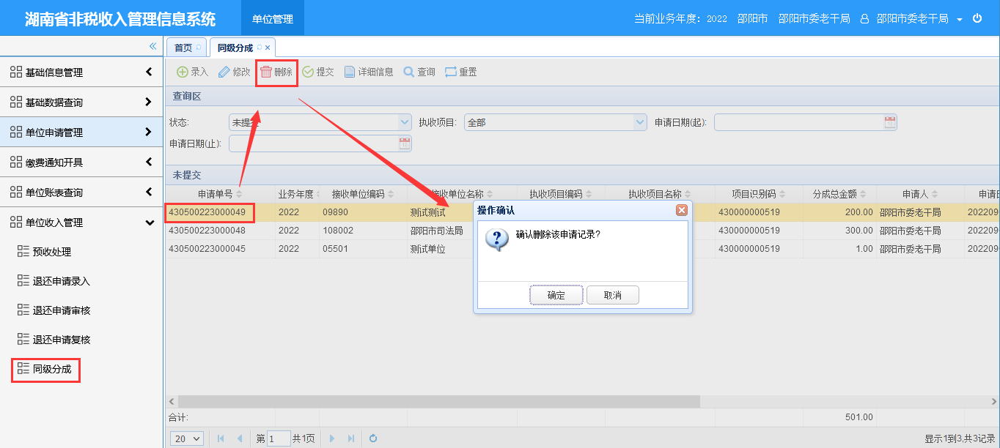 湖南省非税收入管理信息系统 单位管理 当前业务年度：2022 邵阳市 邵阳市委老干局 邵阳市委老干局
首页 同级分成
基础信息管理
基础数据查询
单位申请管理
缴费通知开具
单位账表查询
单位收入管理
预收处理
退还申请录入
退还申请审核
退还申请复核
同级分成
录入 修改 删除 提交 详细信息 查询 重置
查询区
状态: 未提交 执收项目: 全部 申请日期(起):
申请日期(止):
未提交
申请单号 业务年度 接收单位编码 接收单位名称 执收项目编码 执收项目名称 项目识别码 分成总金额 申请人 申请日
430500223000049 2022 09890 测试测试 430000000519 200.00 邵阳市委老干局 2022090
430500223000048 2022 108002 邵阳市司法局 430000000519 300.00 邵阳市委老干局 2022090
430500223000045 2022 05501 测试单位 430000000519 1.00 邵阳市委老干局 2022090
操作确认
确认删除该申请记录?
确定 取消
合计: 501.00
20 第 1 共1页 显示1到3,共3记录